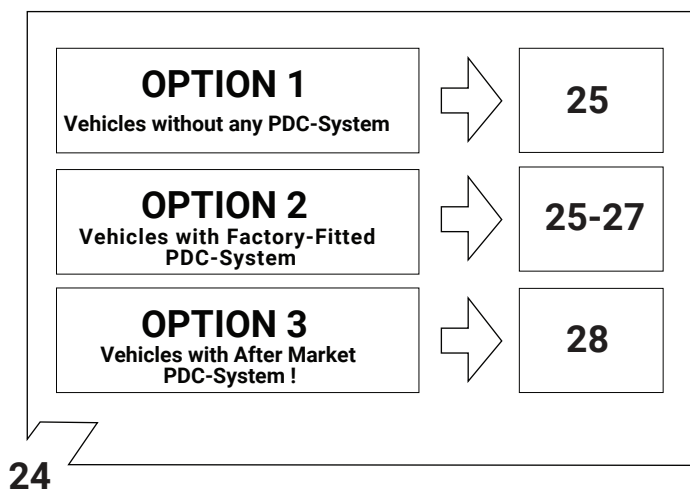 OPTION 1
Vehicles without any PDC-System
25
OPTION 2
Vehicles with Factory-Fitted
PDC-System
25-27
OPTION 3
Vehicles with After Market
PDC-System !
28
24